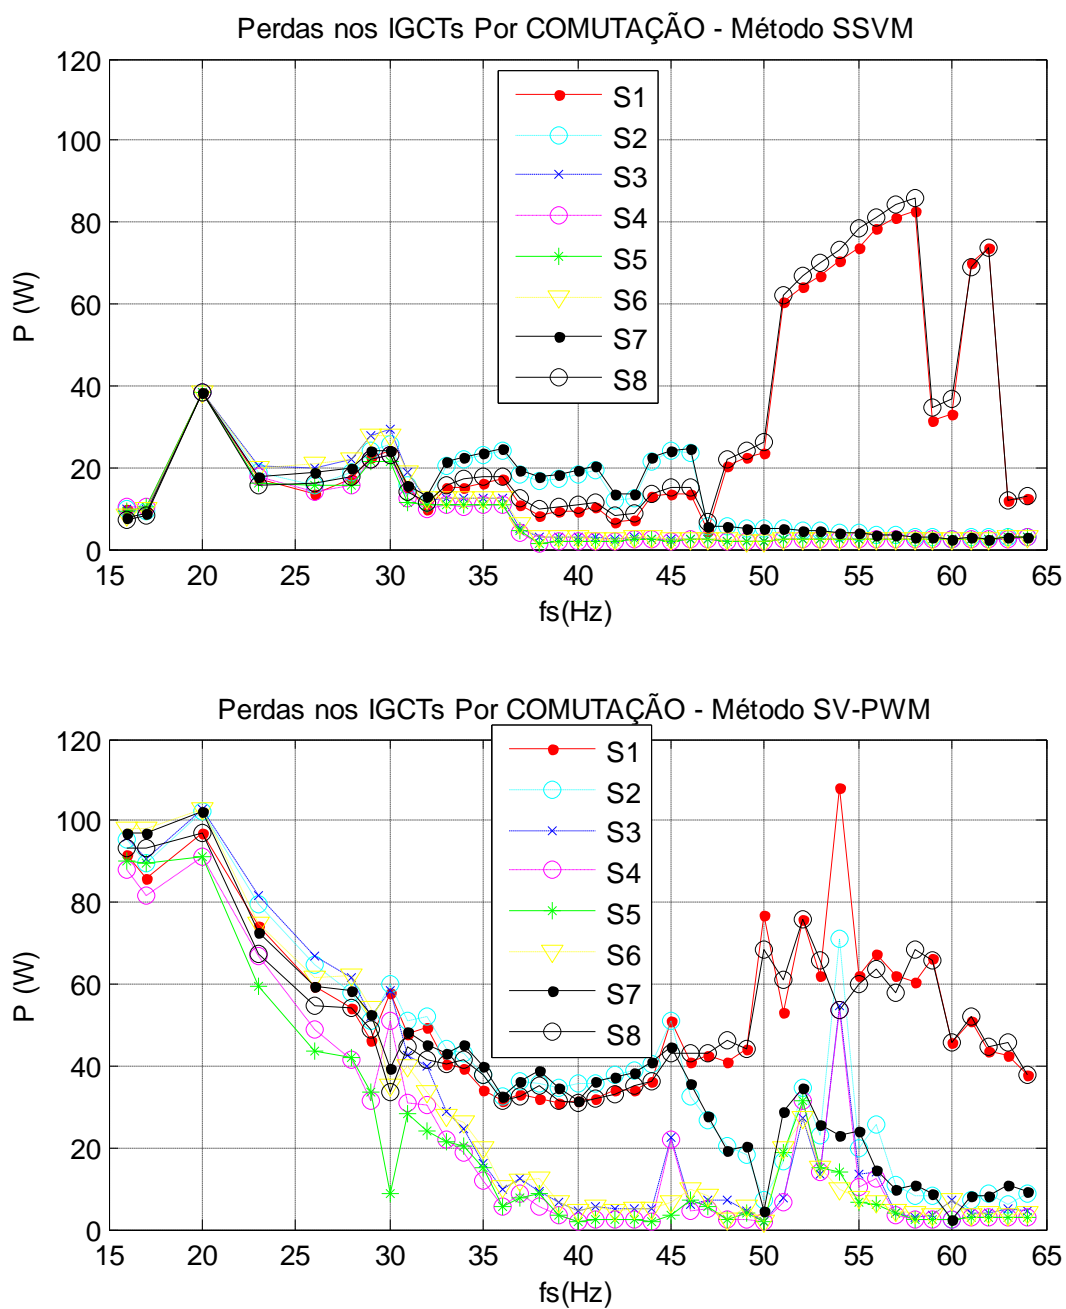 Perdas nos IGCTs Por COMUTAÇÃO - Método SSVM
120
100
80
60
40
20
0
P (W)
S1
S2
S3
S4
S5
S6
S7
S8
15 20 25 30 35 40 45 50 55 60 65
fs(Hz)
Perdas nos IGCTs Por COMUTAÇÃO - Método SV-PWM
120
100
80
60
40
20
0
P (W)
S1
S2
S3
S4
S5
S6
S7
S8
15 20 25 30 35 40 45 50 55 60 65
fs(Hz)